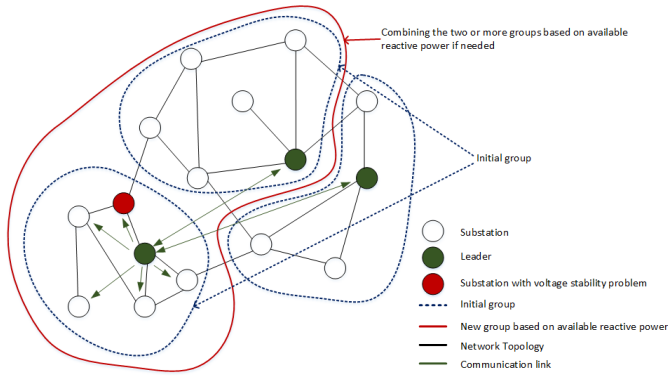 Combining the two or more groups based on available
reactive power if needed
Initial group
Substation
Leader
Substation with voltage stability problem
Initial group
New group based on available reactive power
Network Topology
Communication link